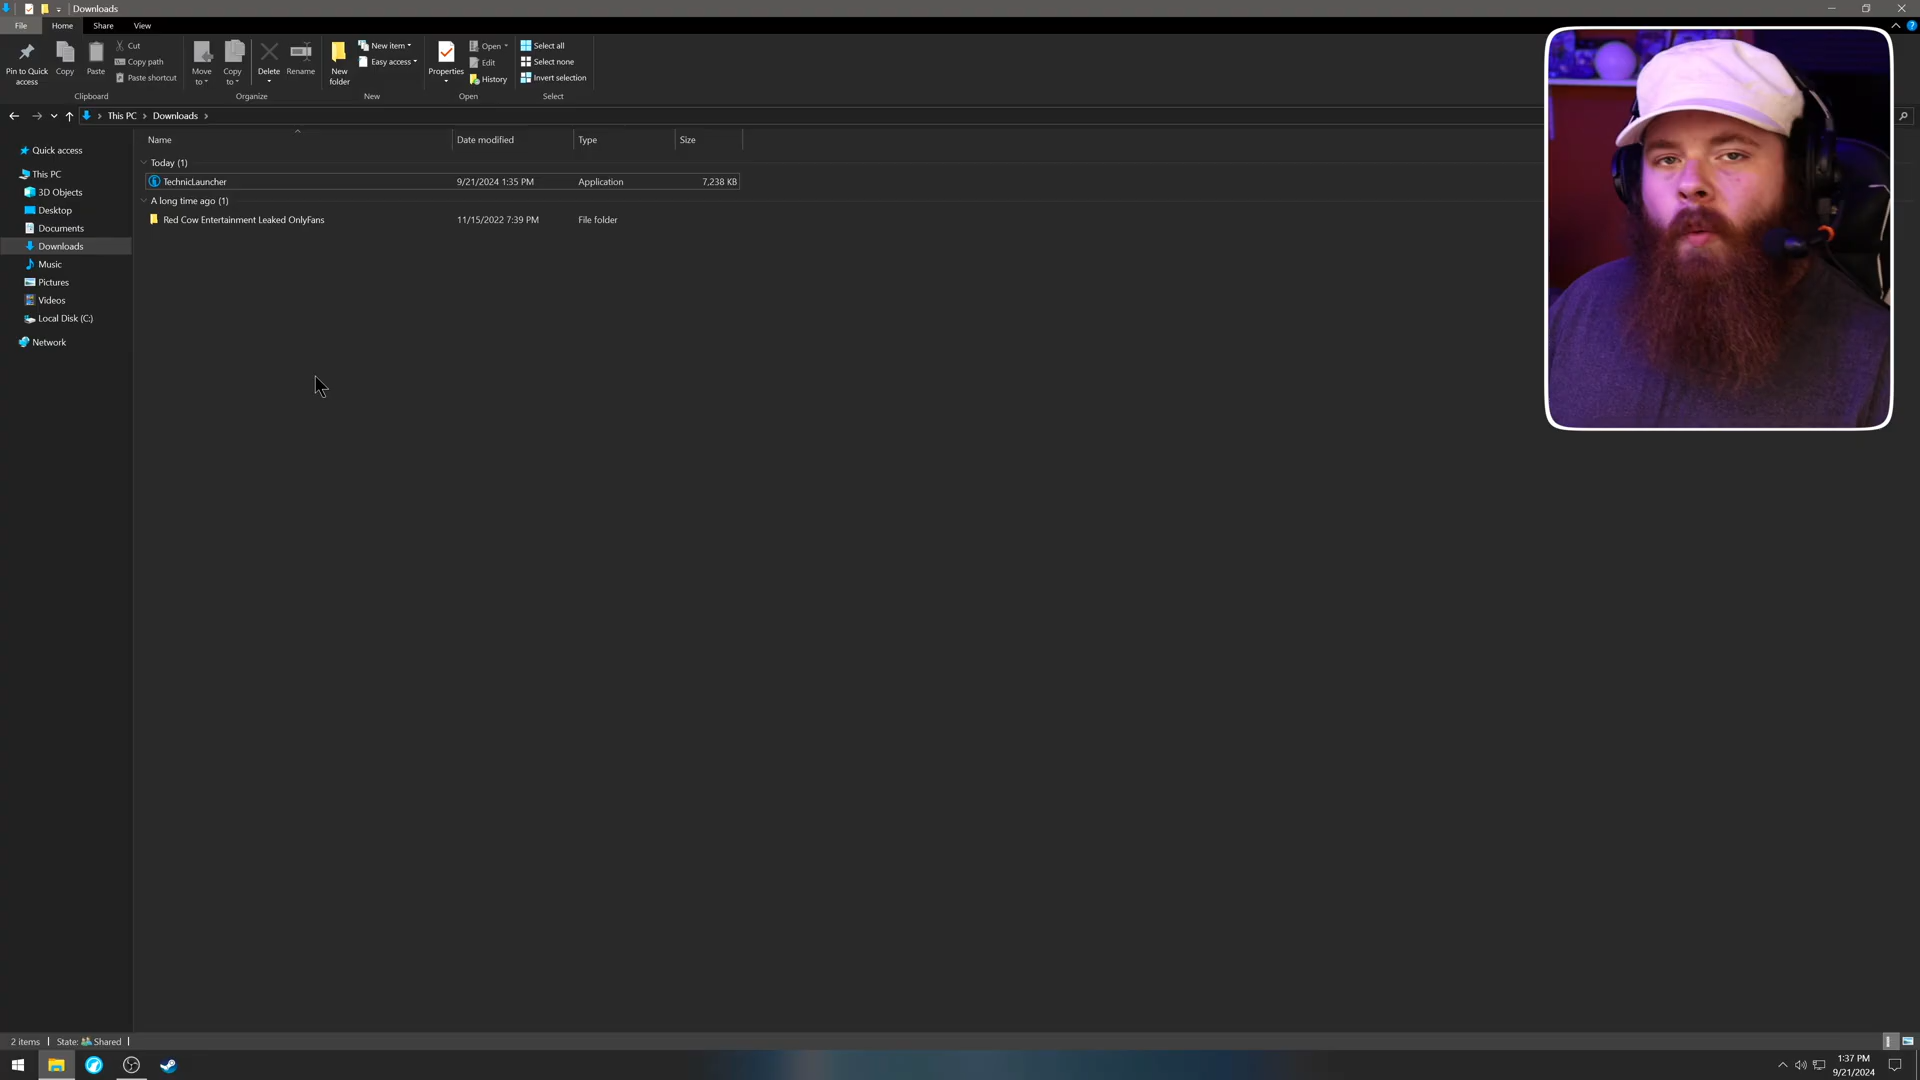 Downloads
File Home Share View
Pin to Quick access
Copy
Paste
Cut
Copy path
Paste shortcut
Clipboard
Move to
Copy to
Delete
Rename
Organize
New folder
New item
Easy access
New
Properties
Open
Edit
History
Open
Select all
Select none
Invert selection
Select
This PC Downloads
Name Date modified Type Size
Quick access
This PC
3D Objects
Desktop
Documents
Downloads
Music
Pictures
Videos
Local Disk (C:)
Network
Today (1)
TechnicLauncher 9/21/2024 1:35 PM Application 7,238 KB
A long time ago (1)
Red Cow Entertainment Leaked OnlyFans 11/15/2022 7:39 PM File folder
2 items State: Shared
1:37 PM
9/21/2024